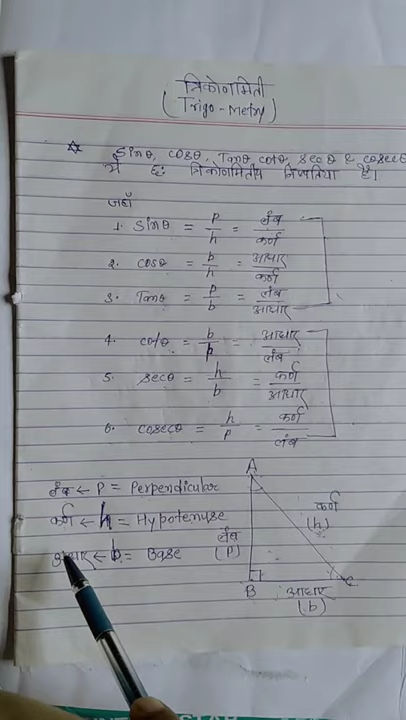 त्रिकोणमिती
(Trigo-Metry)
☆ Sinθ, cosθ, Tanθ, cotθ, secθ & cosecθ
ये छः त्रिकोणमितीय निष्पतिया है।
जहाँ
1. Sinθ = p/h = लंब/कर्ण
2. cosθ = b/h = आधार/कर्ण
3. Tanθ = p/b = लंब/आधार
4. cotθ = b/p = आधार/लंब
5. secθ = h/b = कर्ण/आधार
6. cosecθ = h/p = कर्ण/लंब
लंब ← P = Perpendicular
कर्ण ← h = Hypotenuse
आधार ← b = Base
A
कर्ण
(h)
लंब
(P)
B
C
आधार
(b)